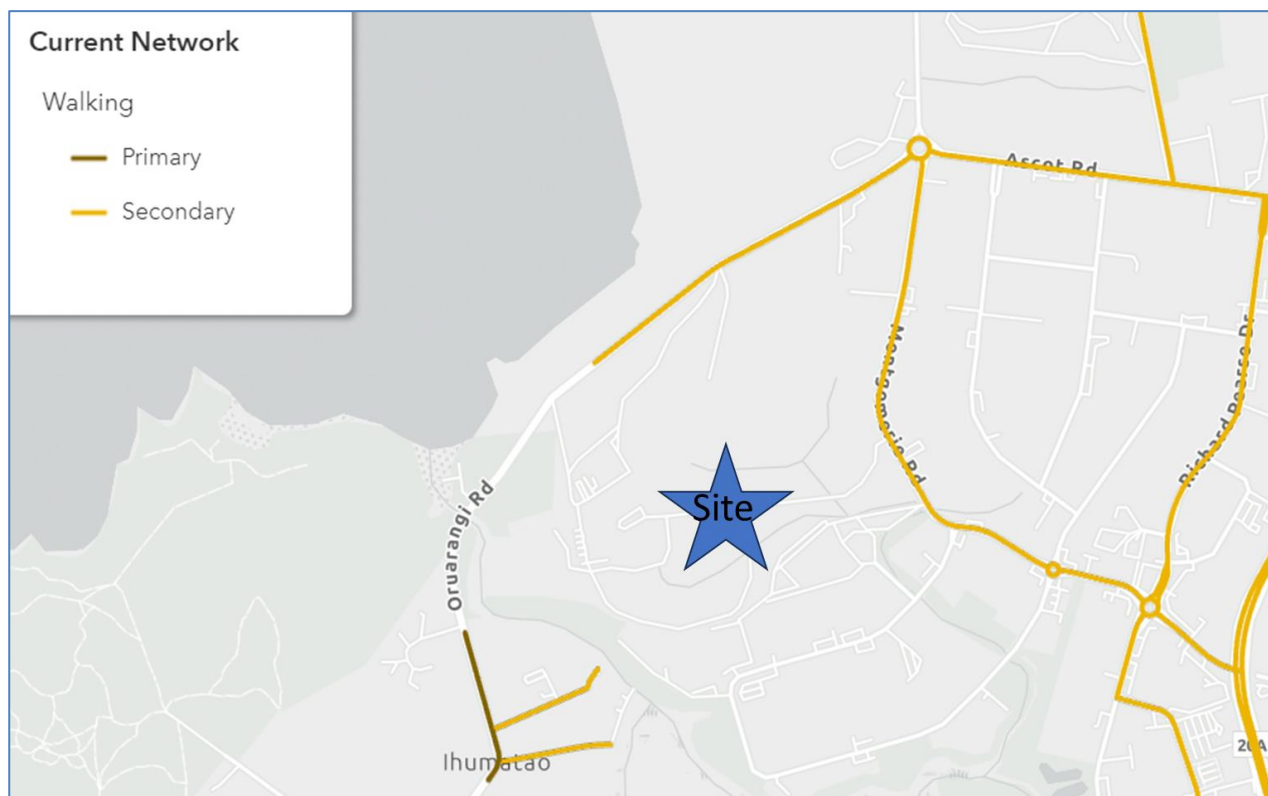 Current Network
Walking
Primary
Secondary
Ascot Rd
Montgomerie Rd
Richard Pearse Dr
Site
Oruarangi Rd
Ihumatao
20A